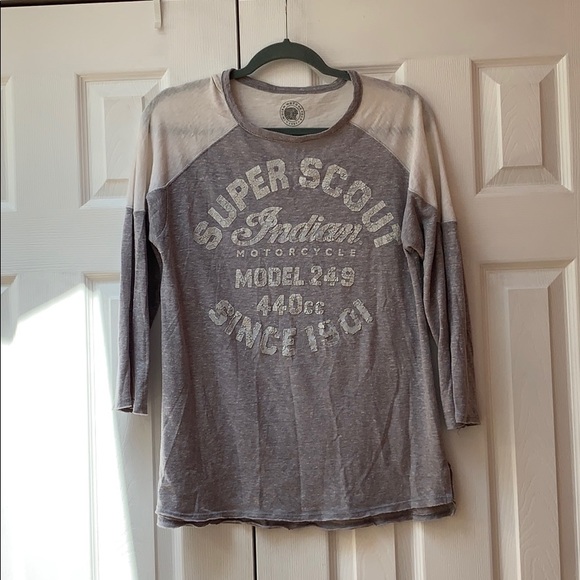 SUPER SCOUT
Indian
MOTORCYCLE
MODEL 249
440cc
SINCE 1901